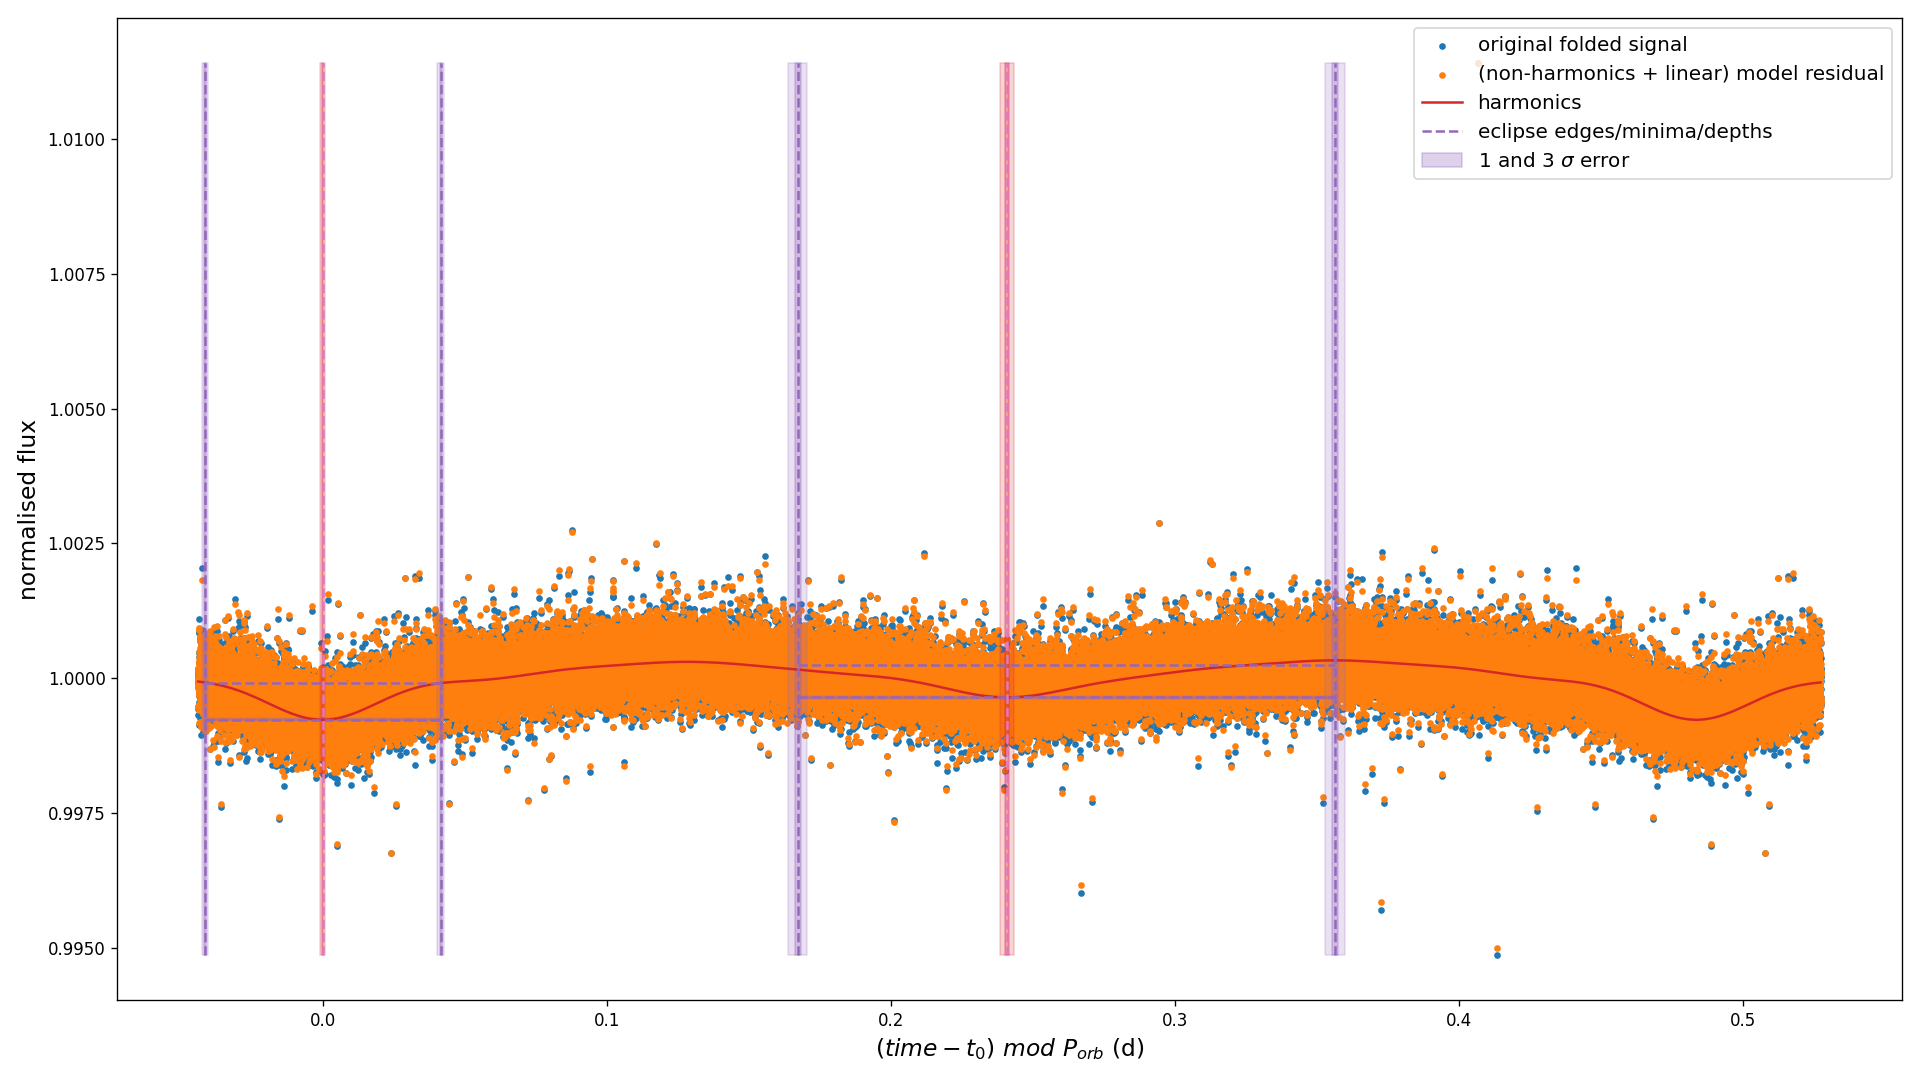 original folded signal
(non-harmonics + linear) model residual
harmonics
eclipse edges/minima/depths
1 and 3 σ error
normalised flux
1.0100
1.0075
1.0050
1.0025
1.0000
0.9975
0.9950
0.0 0.1 0.2 0.3 0.4 0.5
(time − t₀) mod P_orb (d)